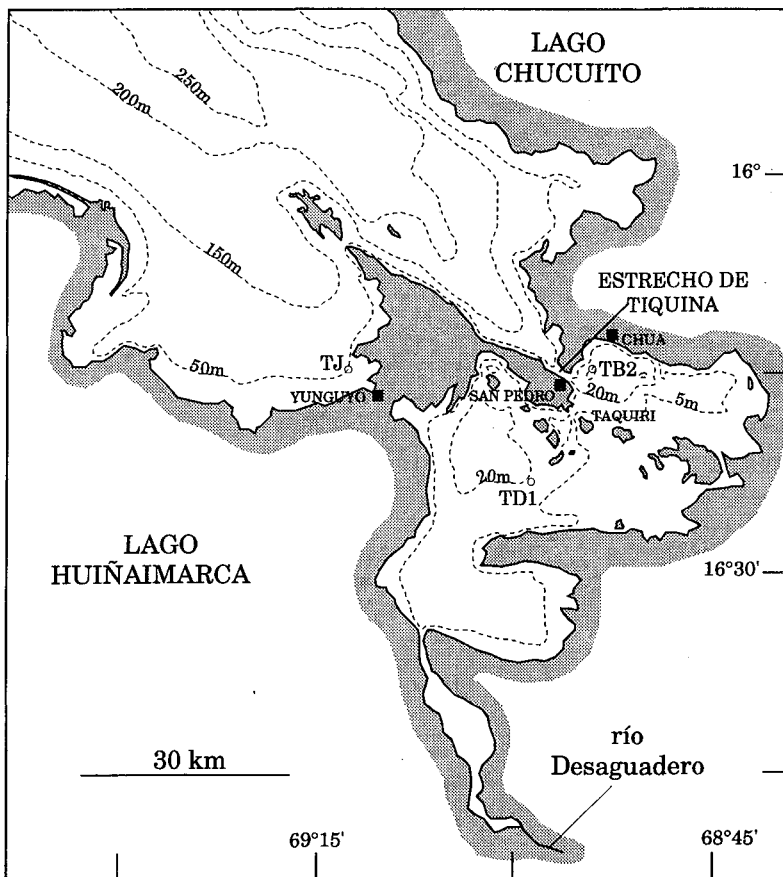 LAGO
CHUCUITO
250m
200m
16°
150m
ESTRECHO DE
TIQUINA
CHUA
50m
TJ
TB2
YUNGUYO
SAN PEDRO
20m
5m
TAQUIRI
20m
TD1
LAGO
HUIÑAIMARCA
16°30'
30 km
río
Desaguadero
69°15'
68°45'